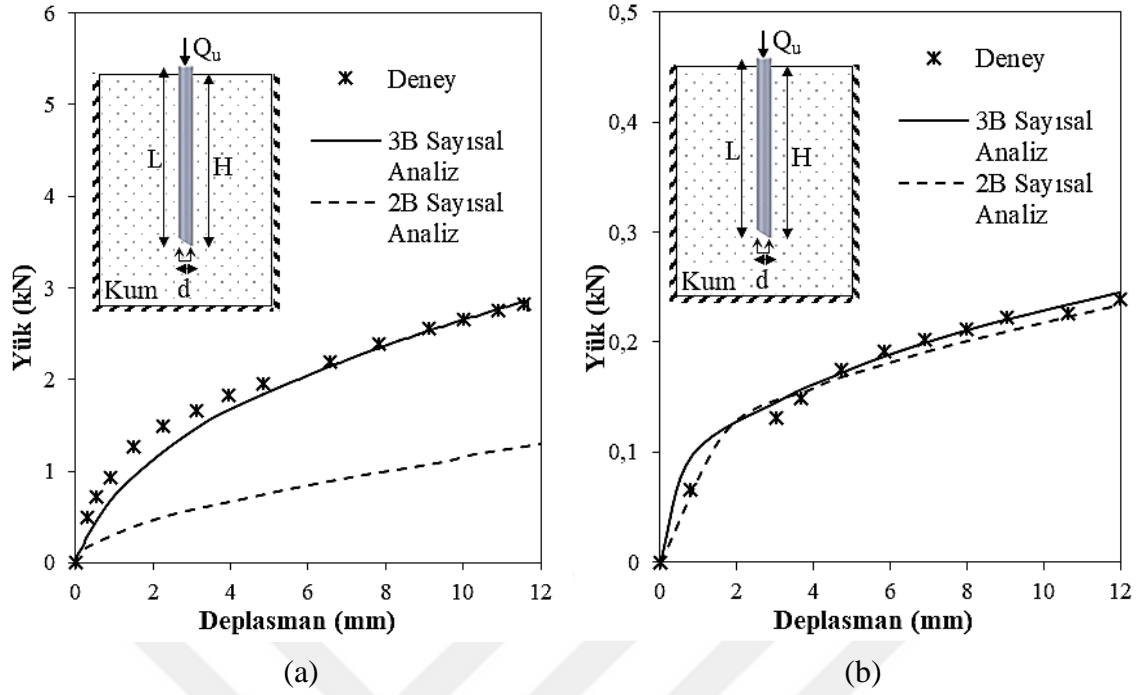 6
5
4
3
2
1
0
Yük (kN)
Qu
L
H
d
Kum
Deney
3B Sayısal
Analiz
2B Sayısal
Analiz
0 2 4 6 8 10 12
Deplasman (mm)
(a)
0,5
0,4
0,3
0,2
0,1
0
Yük (kN)
Qu
L
H
d
Kum
Deney
3B Sayısal
Analiz
2B Sayısal
Analiz
0 2 4 6 8 10 12
Deplasman (mm)
(b)